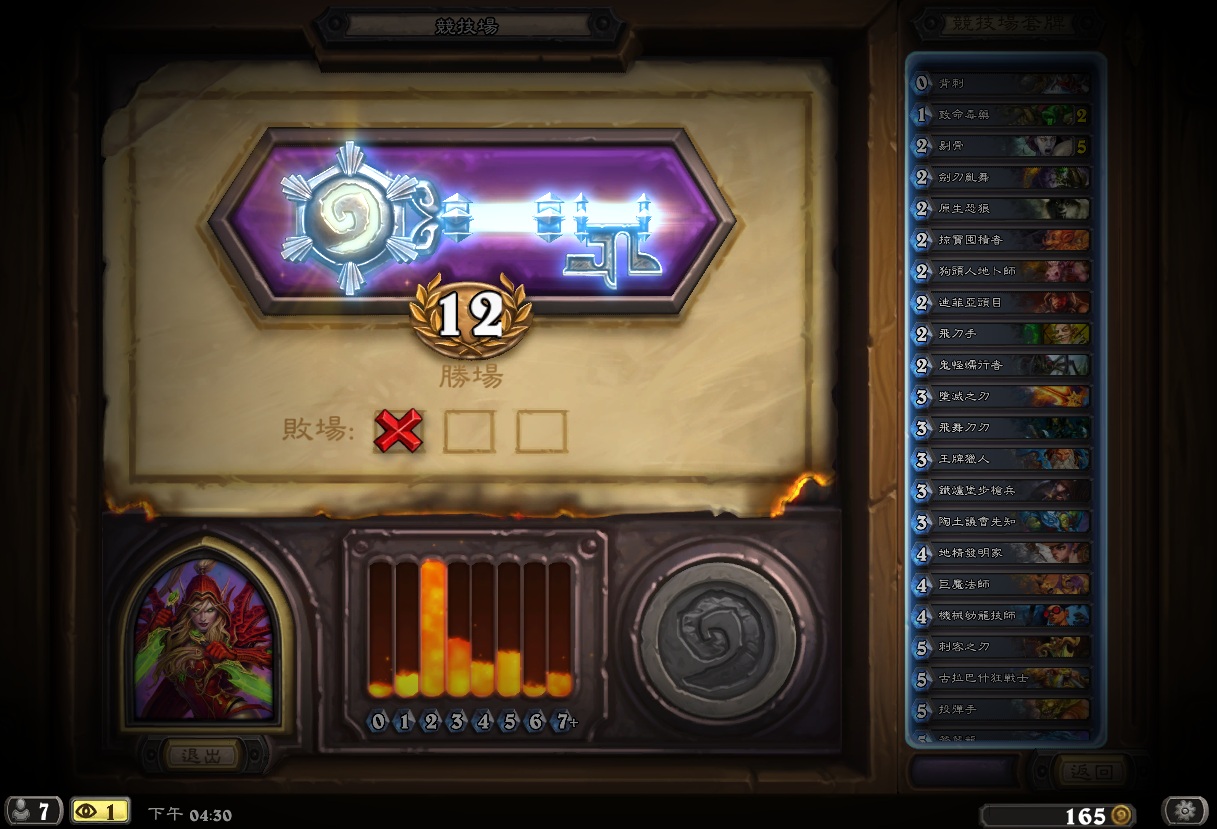 競技場
競技場套牌
12
勝場
敗場:
0 1 2 3 4 5 6 7+
退出
0 背刺
1 致命毒藥 2
2 剔骨 5
2 劍刃亂舞
2 原生恐狼
2 掠寶囤積者
2 狗頭人地卜師
2 迪菲亞頭目
2 飛刀手
2 鬼怪蠕行者
3 墮滅之刃
3 飛舞刀刃
3 王牌獵人
3 鐵爐堡步槍兵
3 陶土議會先知
4 地精發明家
4 巨魔法師
4 機械幼龍技師
5 刺客之刃
5 古拉巴什狂戰士
5 投彈手
5
返回
7
1
下午 04:30
165